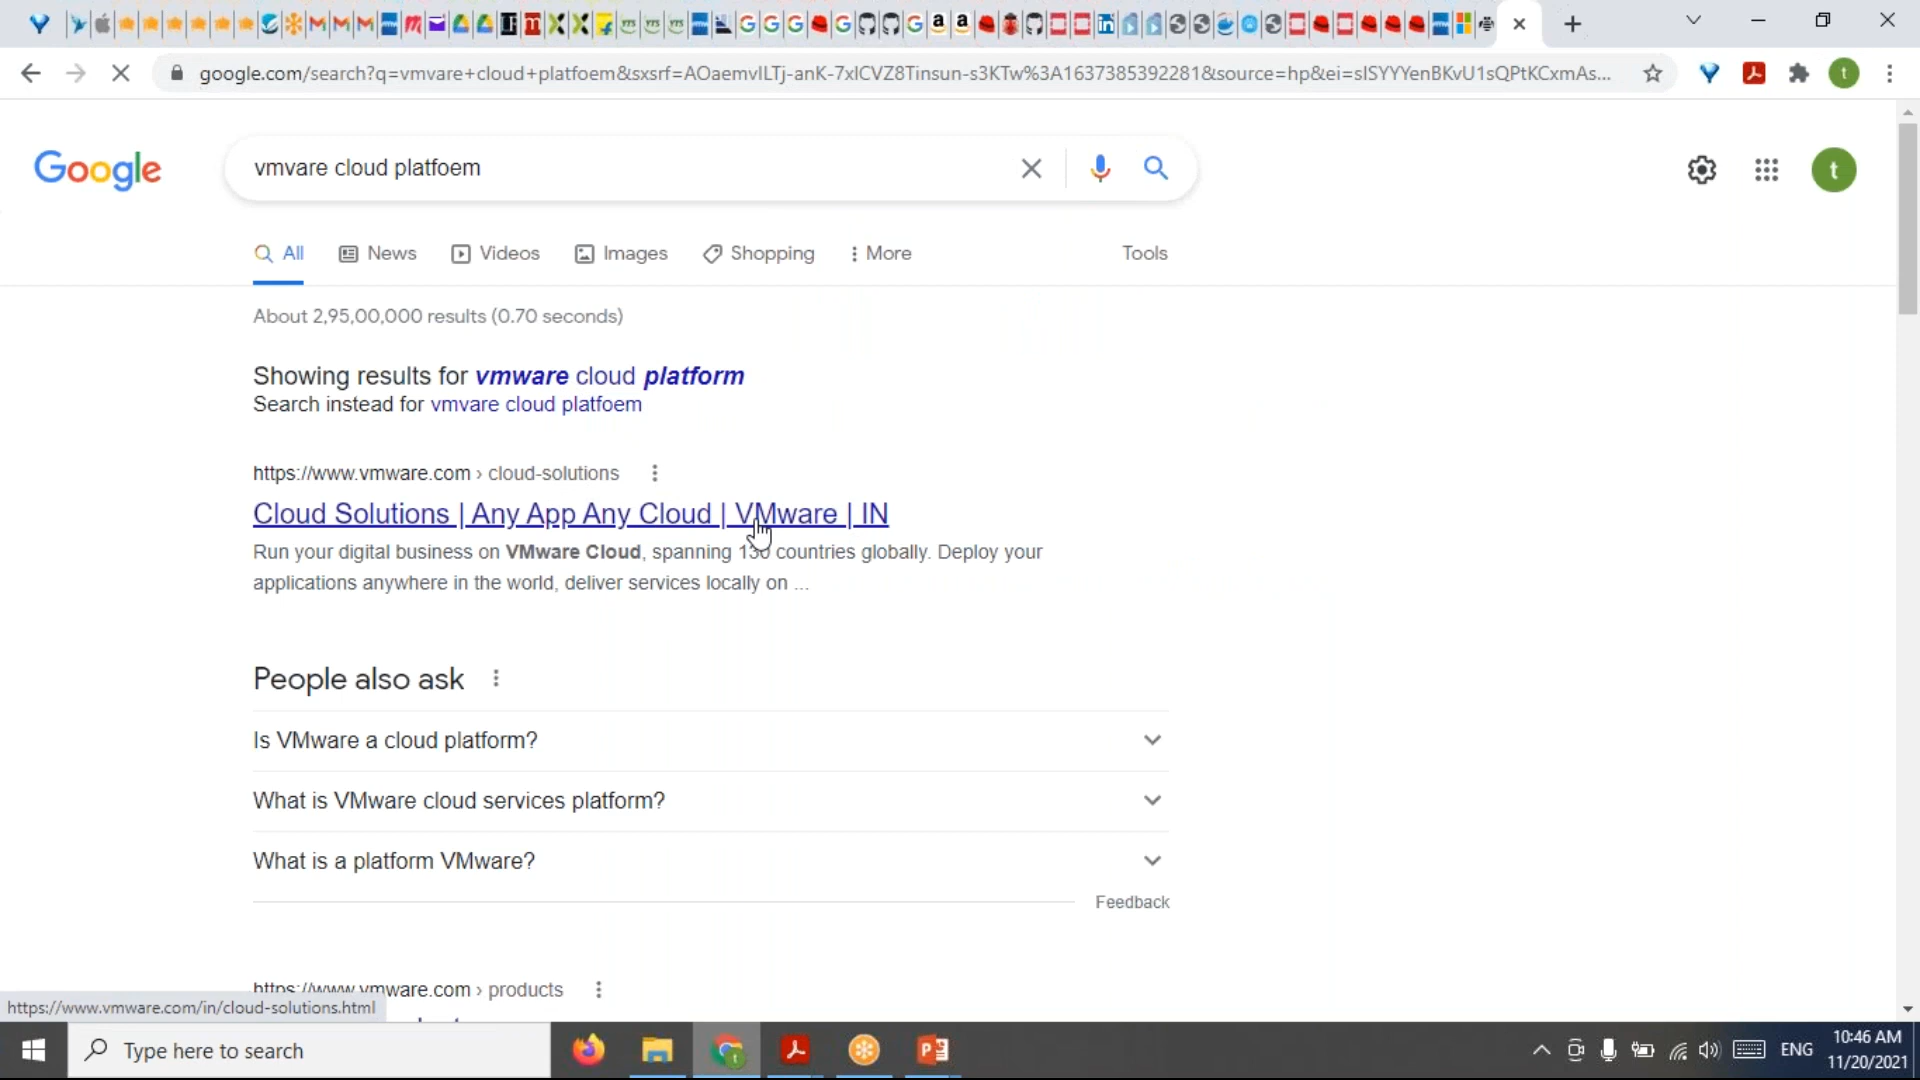 google.com/search?q=vmvare+cloud+platfoem&sxsrf=AOaemvILTj-anK-7xICVZ8Tinsun-s3KTw%3A1637385392281&source=hp&ei=sISYYYenBKvU1sQPtKCxmAs...
t
Google
vmvare cloud platfoem
t
All
News
Videos
Images
Shopping
More
Tools
About 2,95,00,000 results (0.70 seconds)
Showing results for vmware cloud platform
Search instead for vmvare cloud platfoem
https://www.vmware.com › cloud-solutions
Cloud Solutions | Any App Any Cloud | VMware | IN
Run your digital business on VMware Cloud, spanning 130 countries globally. Deploy your
applications anywhere in the world, deliver services locally on ...
People also ask
Is VMware a cloud platform?
What is VMware cloud services platform?
What is a platform VMware?
Feedback
https://www.vmware.com › products
https://www.vmware.com/in/cloud-solutions.html
Type here to search
ENG
10:46 AM
11/20/2021